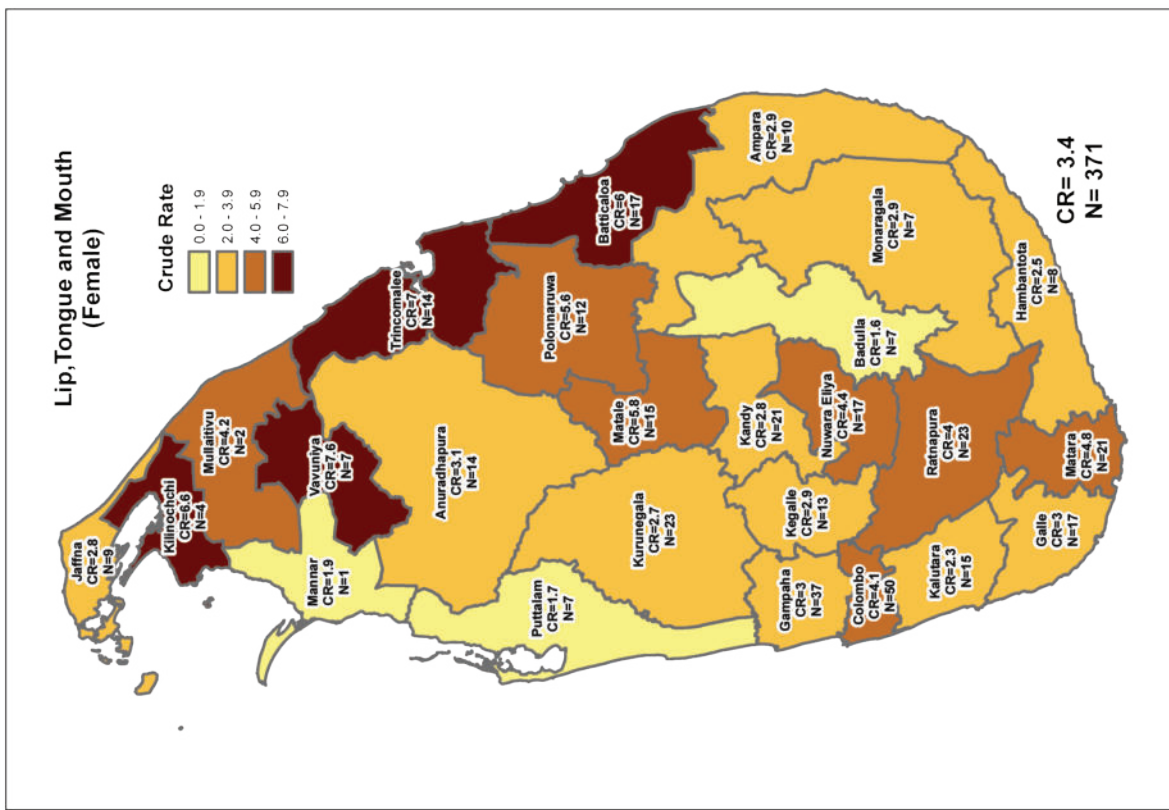 Lip,Tongue and Mouth
(Female)
Crude Rate
0.0 - 1.9
2.0 - 3.9
4.0 - 5.9
6.0 - 7.9
Jaffna
CR=2.8
N=9
Kilinochchi
CR=6.6
N=4
Mullaitivu
CR=4.2
N=2
Mannar
CR=1.9
N=1
Vavuniya
CR=7.6
N=7
Trincomalee
CR=7
N=14
Anuradhapura
CR=3.1
N=14
Puttalam
CR=1.7
N=7
Polonnaruwa
CR=5.6
N=12
Batticaloa
CR=6
N=17
Matale
CR=5.8
N=15
Kurunegala
CR=2.7
N=23
Ampara
CR=2.9
N=10
Kandy
CR=2.8
N=21
Kegalle
CR=2.9
N=13
Gampaha
CR=3
N=37
Nuwara Eliya
CR=4.4
N=17
Badulla
CR=1.6
N=7
Monaragala
CR=2.9
N=7
Colombo
CR=4.1
N=50
Ratnapura
CR=4
N=23
Kalutara
CR=2.3
N=15
Hambantota
CR=2.5
N=8
Galle
CR=3
N=17
Matara
CR=4.8
N=21
CR= 3.4
N= 371